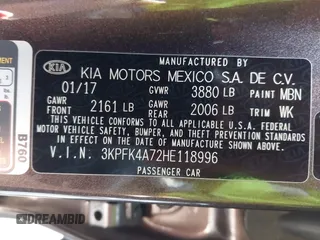 MANUFACTURED BY
KIA KIA MOTORS MEXICO S.A. DE C.V.
01/17 GVWR 3880 LB PAINT MBN
GAWR FRONT 2161 LB GAWR REAR 2006 LB TRIM WK
THIS VEHICLE CONFORMS TO ALL APPLICABLE FEDERAL
MOTOR VEHICLE SAFETY, BUMPER, AND THEFT PREVENTION
STANDARDS IN EFFECT ON THE DATE OF MANUFACTURE
SHOWN ABOVE.
V.I.N. 3KPFK4A72HE118996
PASSENGER CAR
B760
DREAMBID